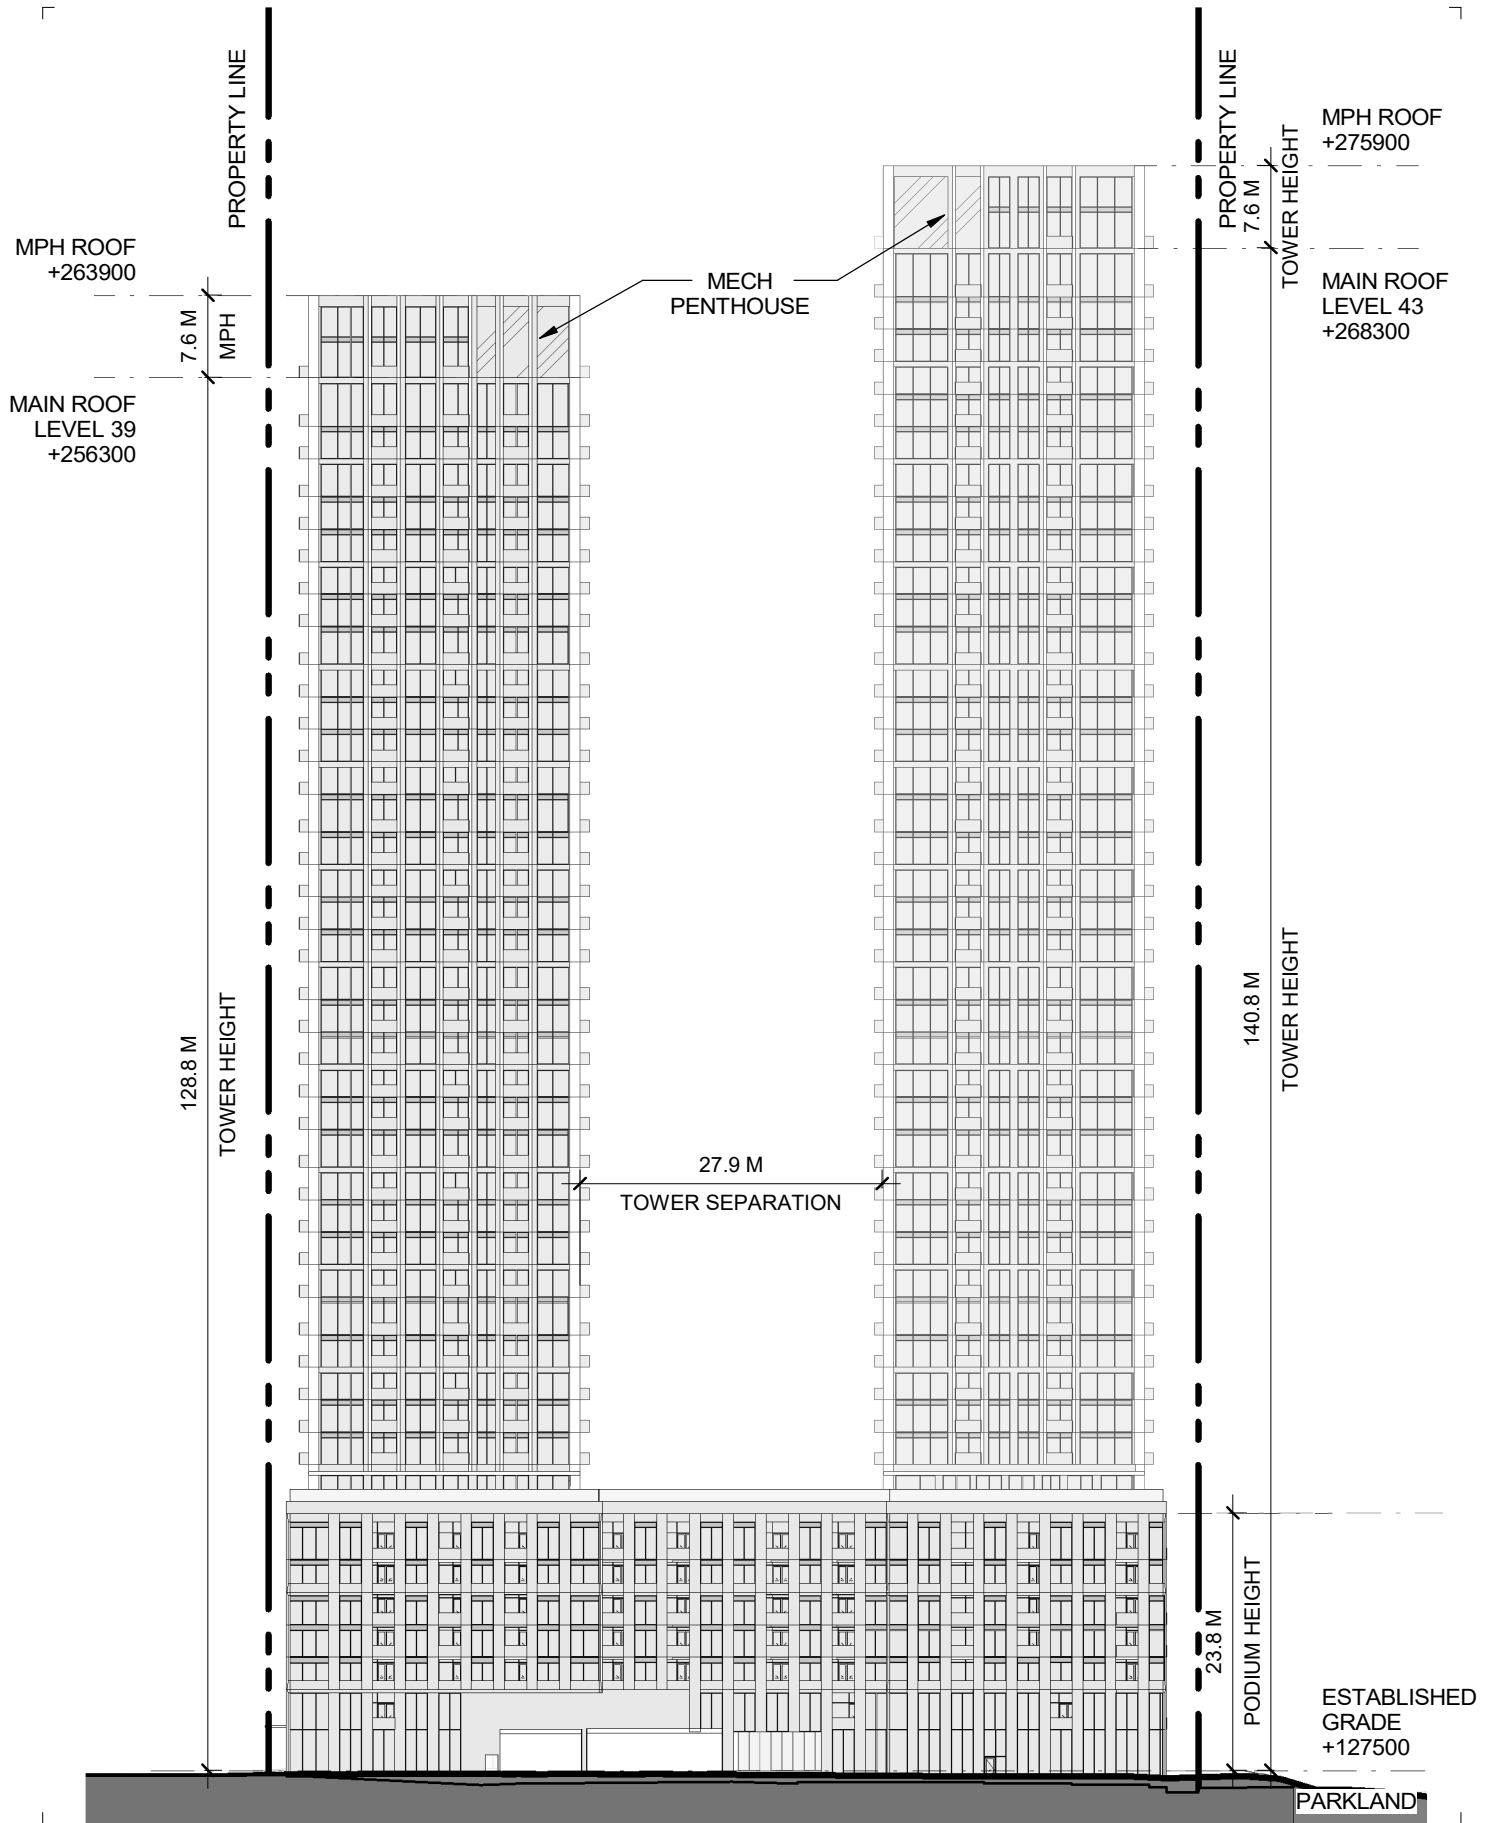 PROPERTY LINE
PROPERTY LINE
MPH ROOF
+275900
7.6 M
TOWER HEIGHT
MPH ROOF
+263900
MECH
PENTHOUSE
MAIN ROOF
LEVEL 43
+268300
7.6 M
MPH
MAIN ROOF
LEVEL 39
+256300
128.8 M
TOWER HEIGHT
140.8 M
TOWER HEIGHT
27.9 M
TOWER SEPARATION
23.8 M
PODIUM HEIGHT
ESTABLISHED
GRADE
+127500
PARKLAND